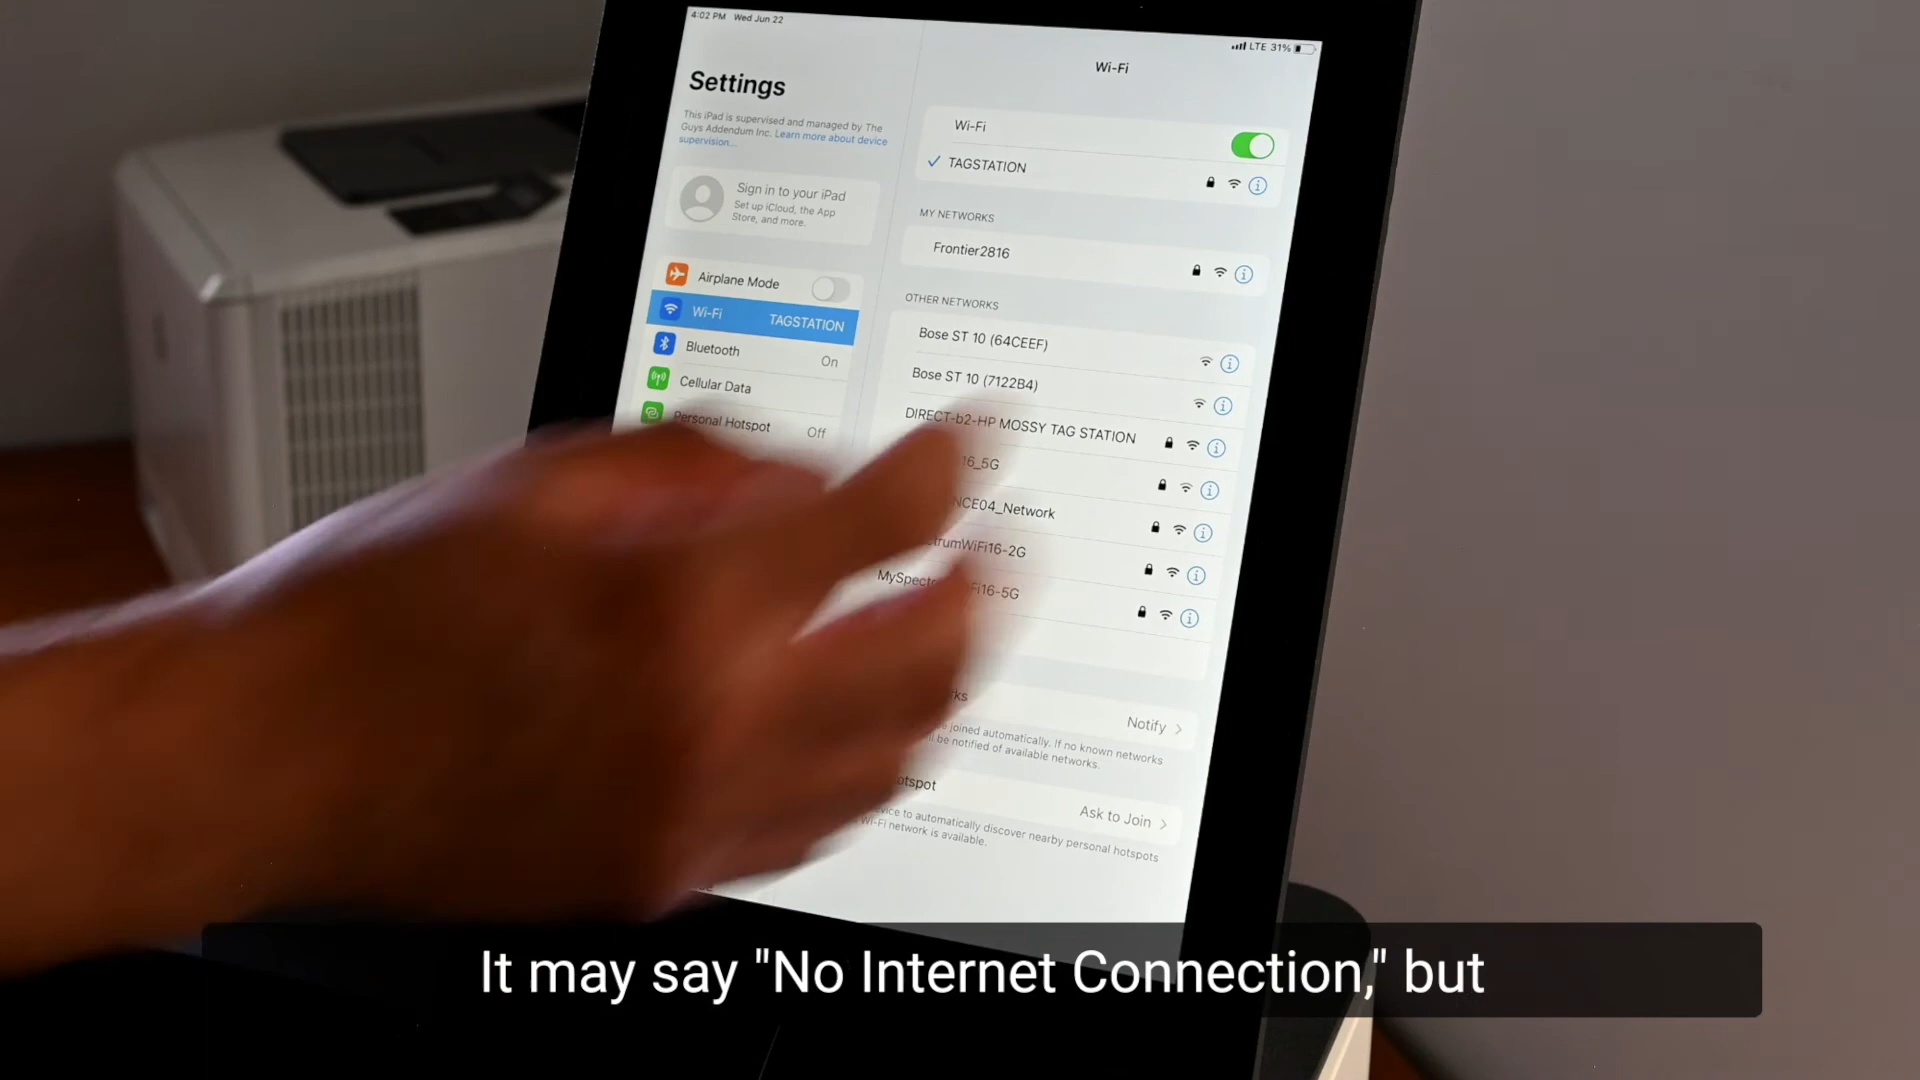 4:02 PM Wed Jun 22
LTE 31%
Settings
This iPad is supervised and managed by The
Guys Addendum Inc. Learn more about device
supervision...
Sign in to your iPad
Set up iCloud, the App
Store, and more.
Airplane Mode
Wi-Fi TAGSTATION
Bluetooth On
Cellular Data
Personal Hotspot Off
Wi-Fi
Wi-Fi
TAGSTATION
MY NETWORKS
Frontier2816
OTHER NETWORKS
Bose ST 10 (64CEEF)
Bose ST 10 (7122B4)
DIRECT-b2-HP MOSSY TAG STATION
16_5G
NCE04_Network
trumWiFi16-2G
MySpectr Fi16-5G
ks
Notify
joined automatically. If no known networks
be notified of available networks.
otspot
Ask to Join
device to automatically discover nearby personal hotspots
Wi-Fi network is available.
It may say "No Internet Connection," but